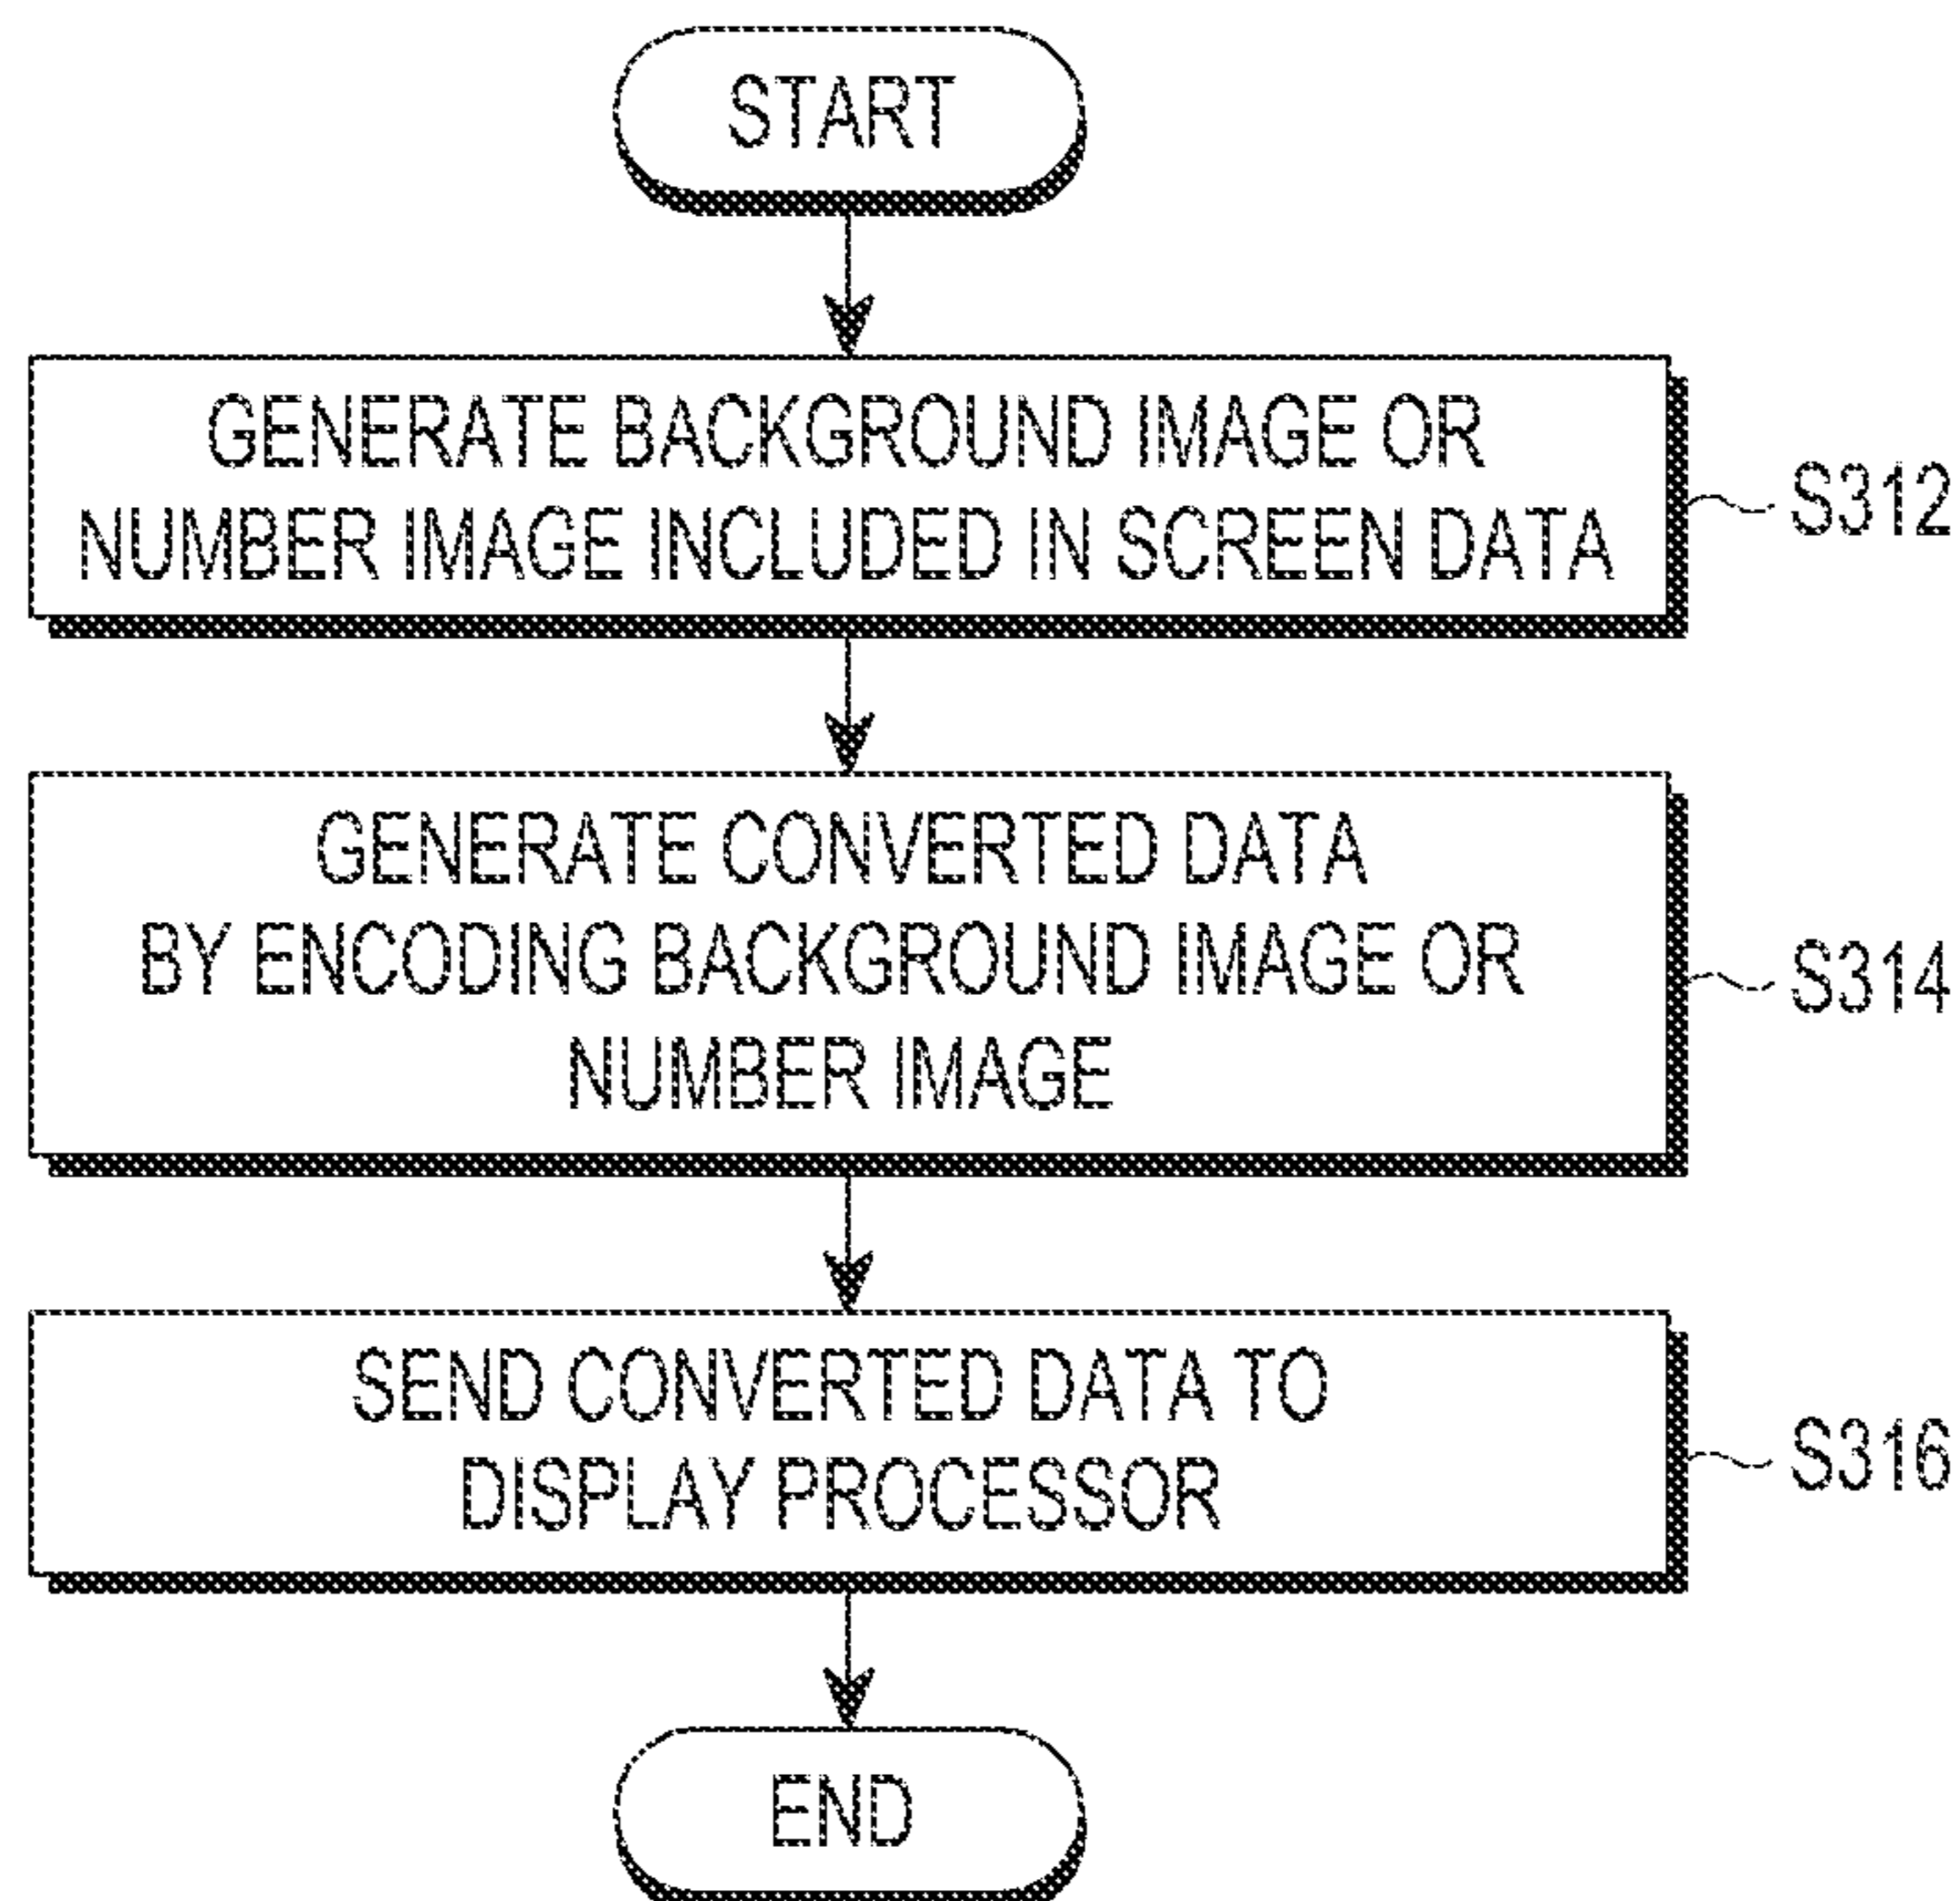 START
GENERATE BACKGROUND IMAGE OR
NUMBER IMAGE INCLUDED IN SCREEN DATA
S312
GENERATE CONVERTED DATA
BY ENCODING BACKGROUND IMAGE OR
NUMBER IMAGE
S314
SEND CONVERTED DATA TO
DISPLAY PROCESSOR
S316
END